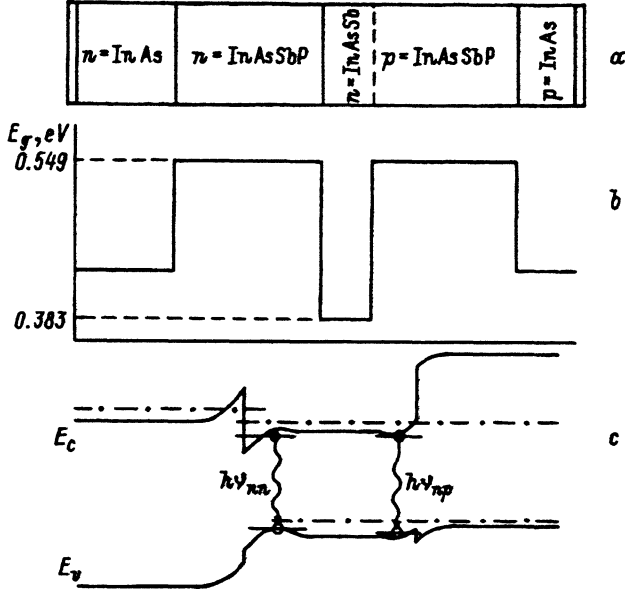 n=InAs n=InAsSbP n=InAsSb p=InAsSbP p=InAs a
E_g, eV
0.549
b
0.383
E_c c
hν_nn hν_np
E_v